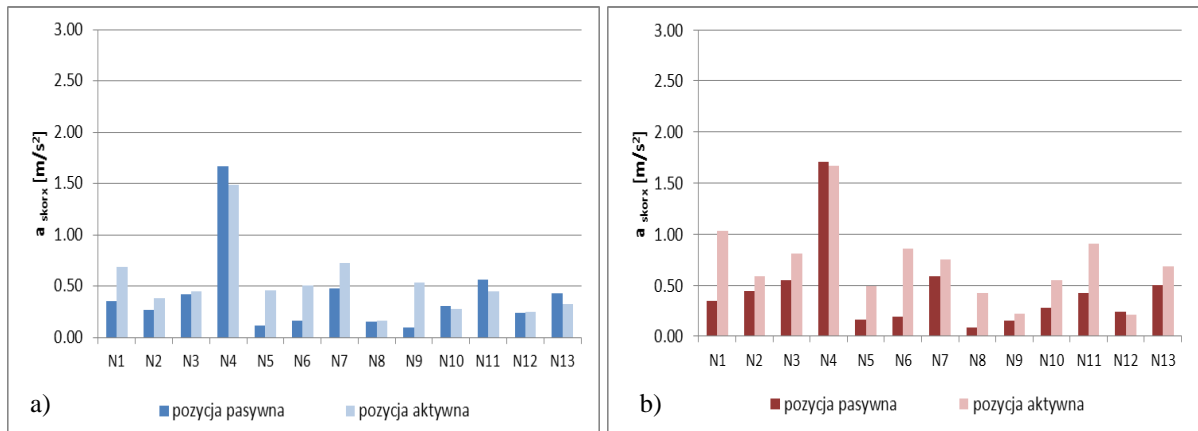 3.00
2.50
2.00
1.50
1.00
0.50
0.00
a skorx [m/s²]
N1 N2 N3 N4 N5 N6 N7 N8 N9 N10 N11 N12 N13
a) pozycja pasywna pozycja aktywna
3.00
2.50
2.00
1.50
1.00
0.50
0.00
a skorx [m/s²]
N1 N2 N3 N4 N5 N6 N7 N8 N9 N10 N11 N12 N13
b) pozycja pasywna pozycja aktywna